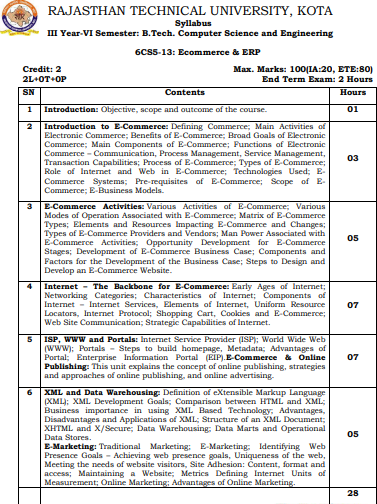 RAJASTHAN TECHNICAL UNIVERSITY, KOTA
Syllabus
III Year-VI Semester: B.Tech. Computer Science and Engineering
6CS5-13: Ecommerce & ERP
Credit: 2 Max. Marks: 100(IA:20, ETE:80)
2L+0T+0P End Term Exam: 2 Hours
SN Contents Hours
1 Introduction: Objective, scope and outcome of the course. 01
2 Introduction to E-Commerce: Defining Commerce; Main Activities of
Electronic Commerce; Benefits of E-Commerce; Broad Goals of Electronic
Commerce; Main Components of E-Commerce; Functions of Electronic
Commerce – Communication, Process Management, Service Management,
Transaction Capabilities; Process of E-Commerce; Types of E-Commerce;
Role of Internet and Web in E-Commerce; Technologies Used; E-
Commerce Systems; Pre-requisites of E-Commerce; Scope of E-
Commerce; E-Business Models.
03
3 E-Commerce Activities: Various Activities of E-Commerce; Various
Modes of Operation Associated with E-Commerce; Matrix of E-Commerce
Types; Elements and Resources Impacting E-Commerce and Changes;
Types of E-Commerce Providers and Vendors; Man Power Associated with
E-Commerce Activities; Opportunity Development for E-Commerce
Stages; Development of E-Commerce Business Case; Components and
Factors for the Development of Business Case; Steps to Design and
Develop an E-Commerce Website.
05
4 Internet – The Backbone for E-Commerce: Early Ages of Internet;
Networking Categories; Characteristics of Internet; Components of
Internet – Internet Services, Elements of Internet, Uniform Resource
Locators, Internet Protocol; Shopping Cart, Cookies and E-Commerce;
Web Site Communication; Strategic Capabilities of Internet.
07
5 ISP, WWW and Portals: Internet Service Provider (ISP); World Wide Web
(WWW); Portals – Steps to build homepage, Metadata; Advantages of
Portal; Enterprise Information Portal (EIP).E-Commerce & Online
Publishing: This unit explains the concept of online publishing, strategies
and approaches of online publishing, and online advertising.
07
6 XML and Data Warehousing: Definition of eXtensible Markup Language
(XML); XML Development Goals; Comparison between HTML and XML;
Business importance in using XML Based Technology; Advantages,
Disadvantages and Applications of XML; Structure of an XML Document;
XHTML and X/Secure; Data Warehousing; Data Marts and Operational
Data Stores.
E-Marketing: Traditional Marketing; E-Marketing; Identifying Web
Presence Goals – Achieving web presence goals, Uniqueness of the web,
Meeting the needs of website visitors, Site Adhesion: Content, format and
access; Maintaining a Website; Metrics Defining Internet Units of
Measurement; Online Marketing; Advantages of Online Marketing.
05
28